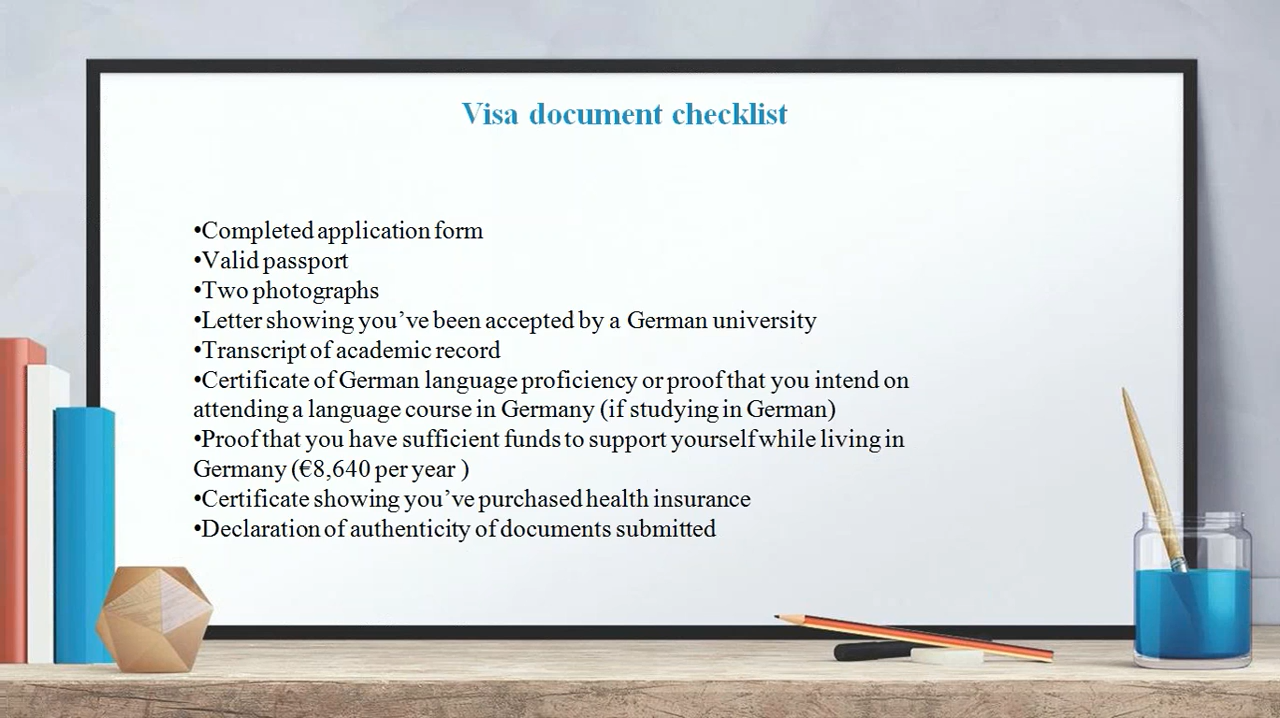 Visa document checklist
•Completed application form
•Valid passport
•Two photographs
•Letter showing you’ve been accepted by a German university
•Transcript of academic record
•Certificate of German language proficiency or proof that you intend on
attending a language course in Germany (if studying in German)
•Proof that you have sufficient funds to support yourself while living in
Germany (€8,640 per year )
•Certificate showing you’ve purchased health insurance
•Declaration of authenticity of documents submitted